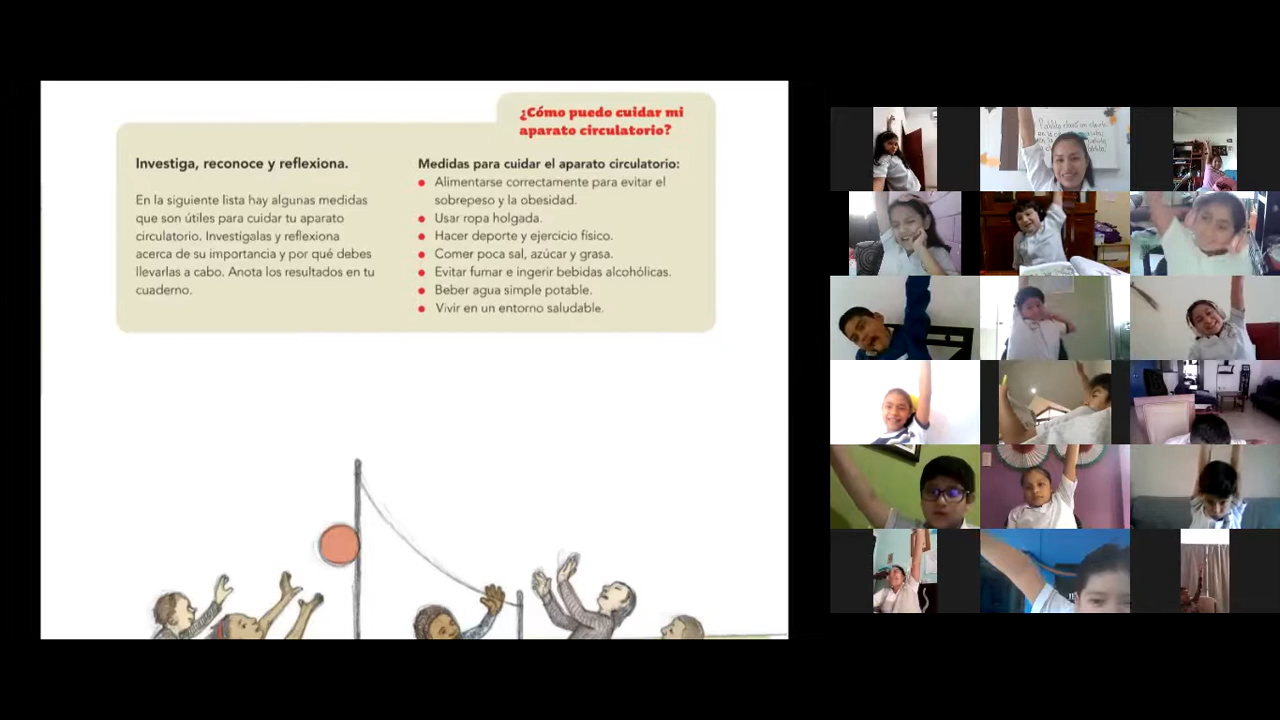 ¿Cómo puedo cuidar mi
aparato circulatorio?
Investiga, reconoce y reflexiona.
En la siguiente lista hay algunas medidas
que son útiles para cuidar tu aparato
circulatorio. Investígalas y reflexiona
acerca de su importancia y por qué debes
llevarlas a cabo. Anota los resultados en tu
cuaderno.
Medidas para cuidar el aparato circulatorio:
Alimentarse correctamente para evitar el
sobrepeso y la obesidad.
Usar ropa holgada.
Hacer deporte y ejercicio físico.
Comer poca sal, azúcar y grasa.
Evitar fumar e ingerir bebidas alcohólicas.
Beber agua simple potable.
Vivir en un entorno saludable.